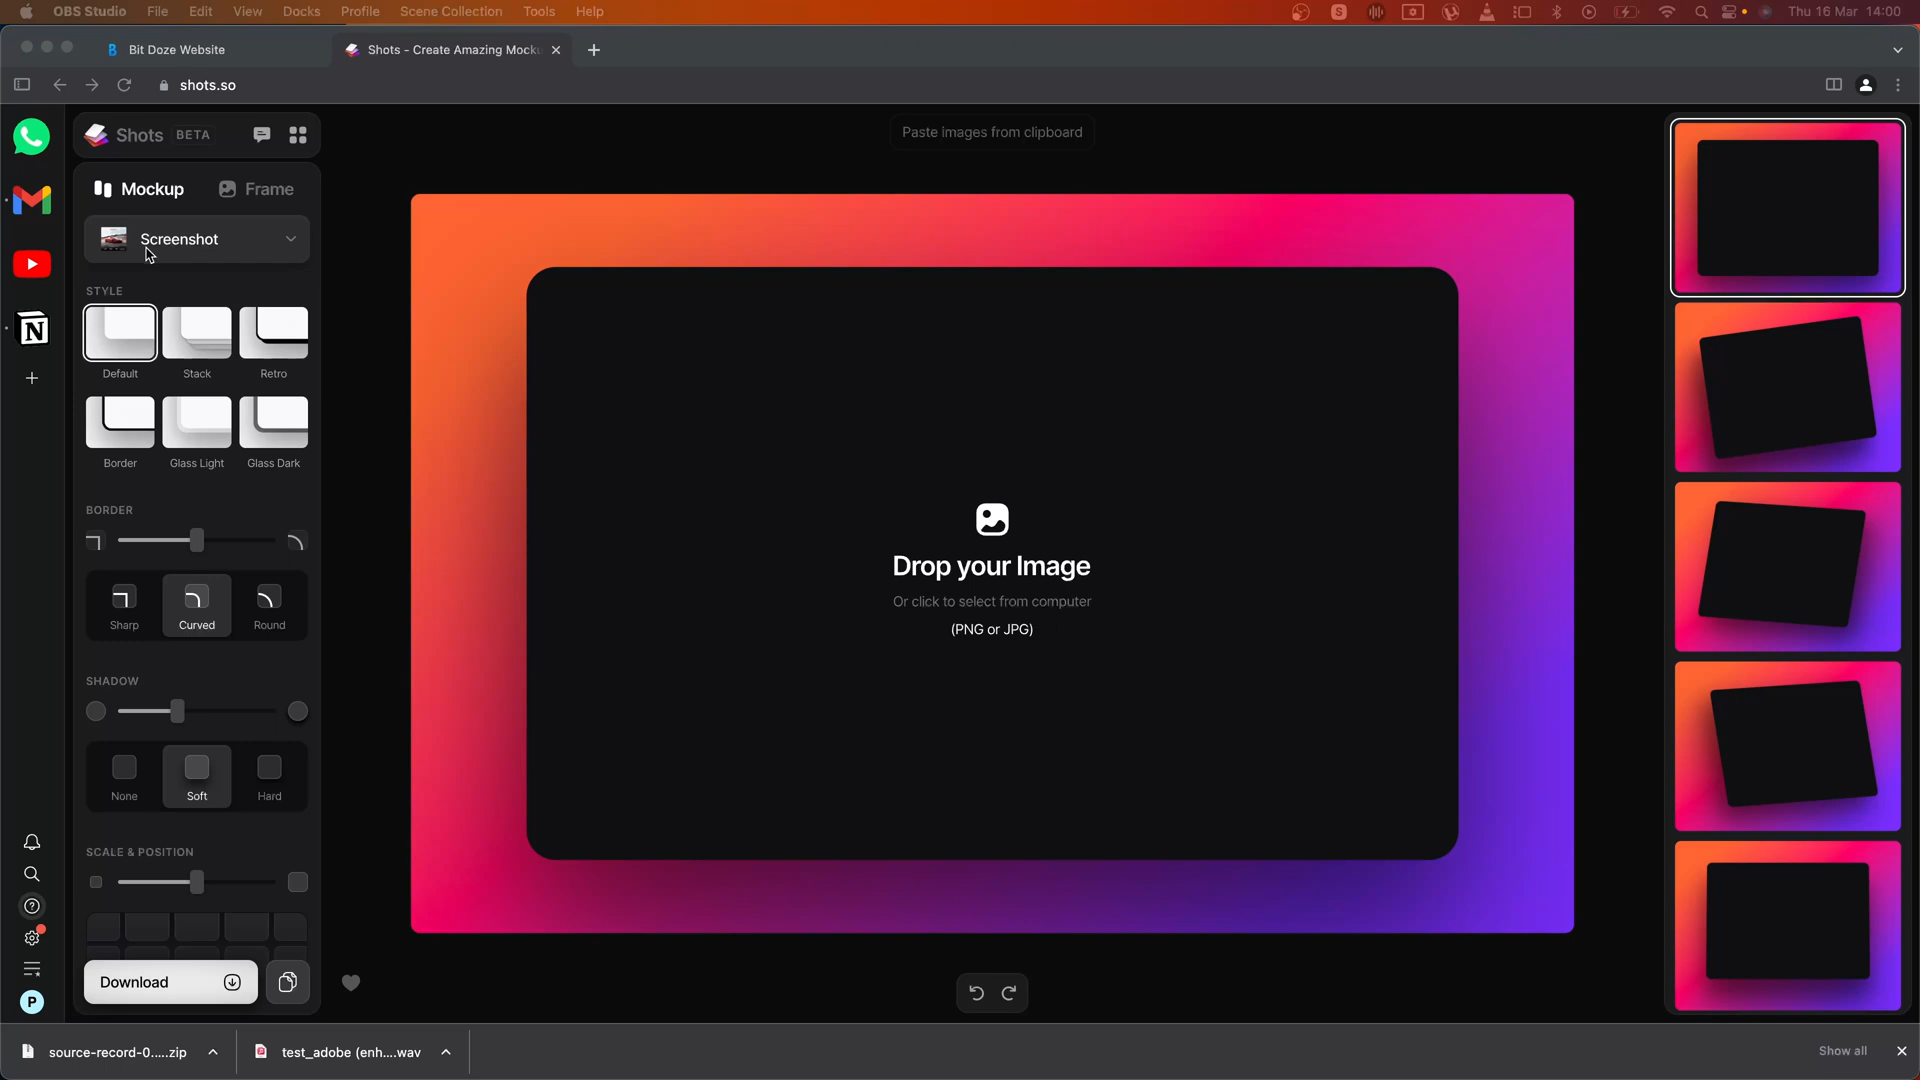 OBS Studio File Edit View Docks Profile Scene Collection Tools Help Thu 16 Mar 14:00
Bit Doze Website
Shots - Create Amazing Mocku
shots.so
Shots BETA
Paste images from clipboard
Mockup Frame
Screenshot
STYLE
Default Stack Retro
Border Glass Light Glass Dark
BORDER
Sharp Curved Round
SHADOW
None Soft Hard
SCALE & POSITION
Download
Drop your Image
Or click to select from computer
(PNG or JPG)
N
P
source-record-0.....zip
test_adobe (enh....wav
Show all